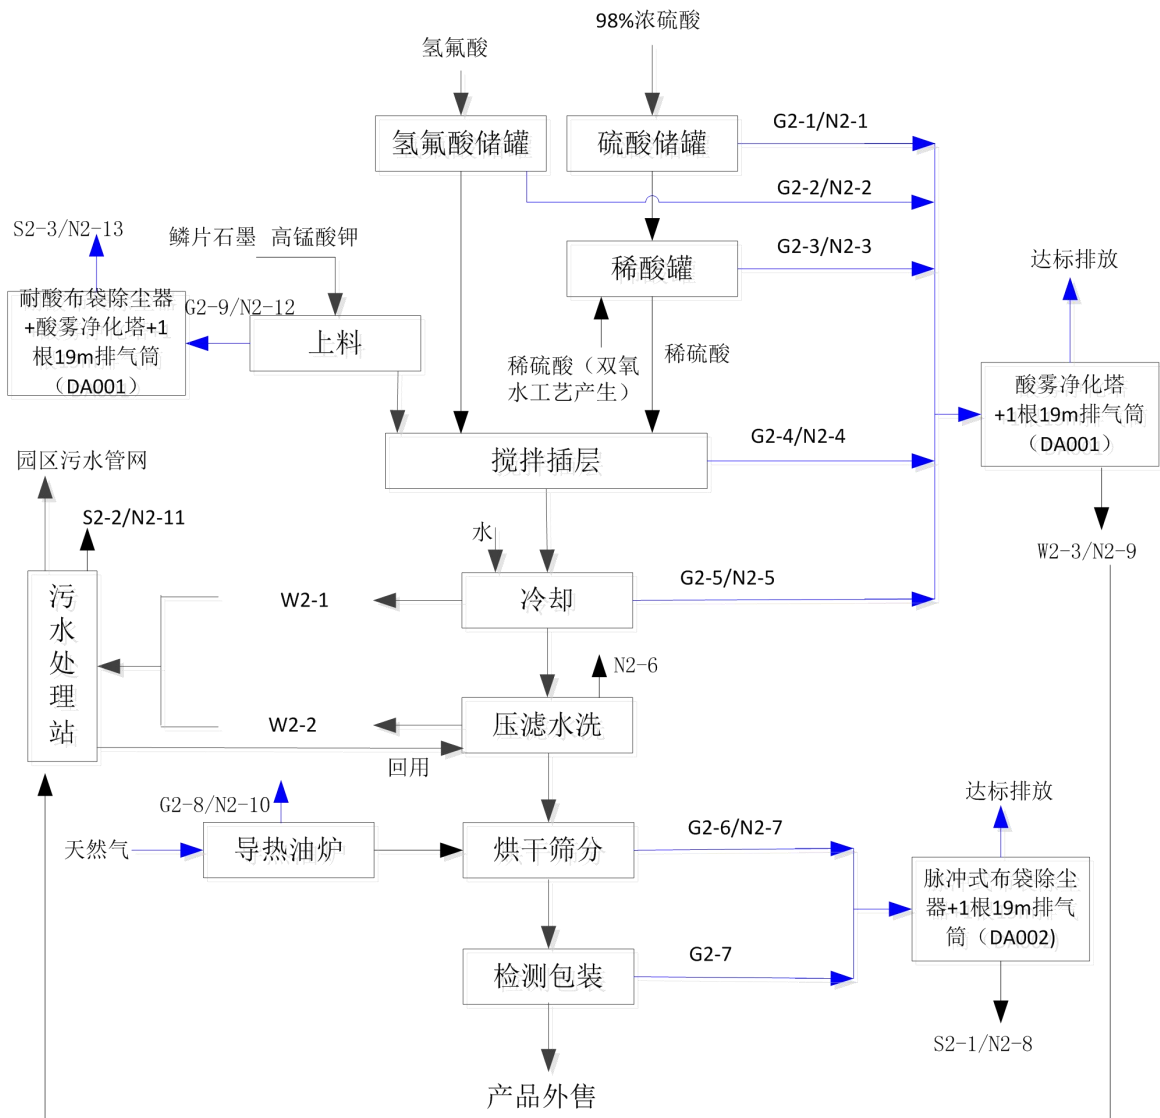 98%浓硫酸
氢氟酸
氢氟酸储罐
硫酸储罐
G2-1/N2-1
G2-2/N2-2
S2-3/N2-13
鳞片石墨 高锰酸钾
稀酸罐
G2-3/N2-3
达标排放
耐酸布袋除尘器
+酸雾净化塔+1
根19m排气筒
（DA001）
G2-9/N2-12
上料
稀硫酸（双氧
水工艺产生）
稀硫酸
酸雾净化塔
+1根19m排气筒
（DA001）
搅拌插层
G2-4/N2-4
园区污水管网
S2-2/N2-11
水
W2-3/N2-9
污
水
处
理
站
W2-1
冷却
G2-5/N2-5
N2-6
W2-2
压滤水洗
回用
G2-8/N2-10
天然气
导热油炉
烘干筛分
G2-6/N2-7
达标排放
脉冲式布袋除尘
器+1根19m排气
筒（DA002)
检测包装
G2-7
S2-1/N2-8
产品外售